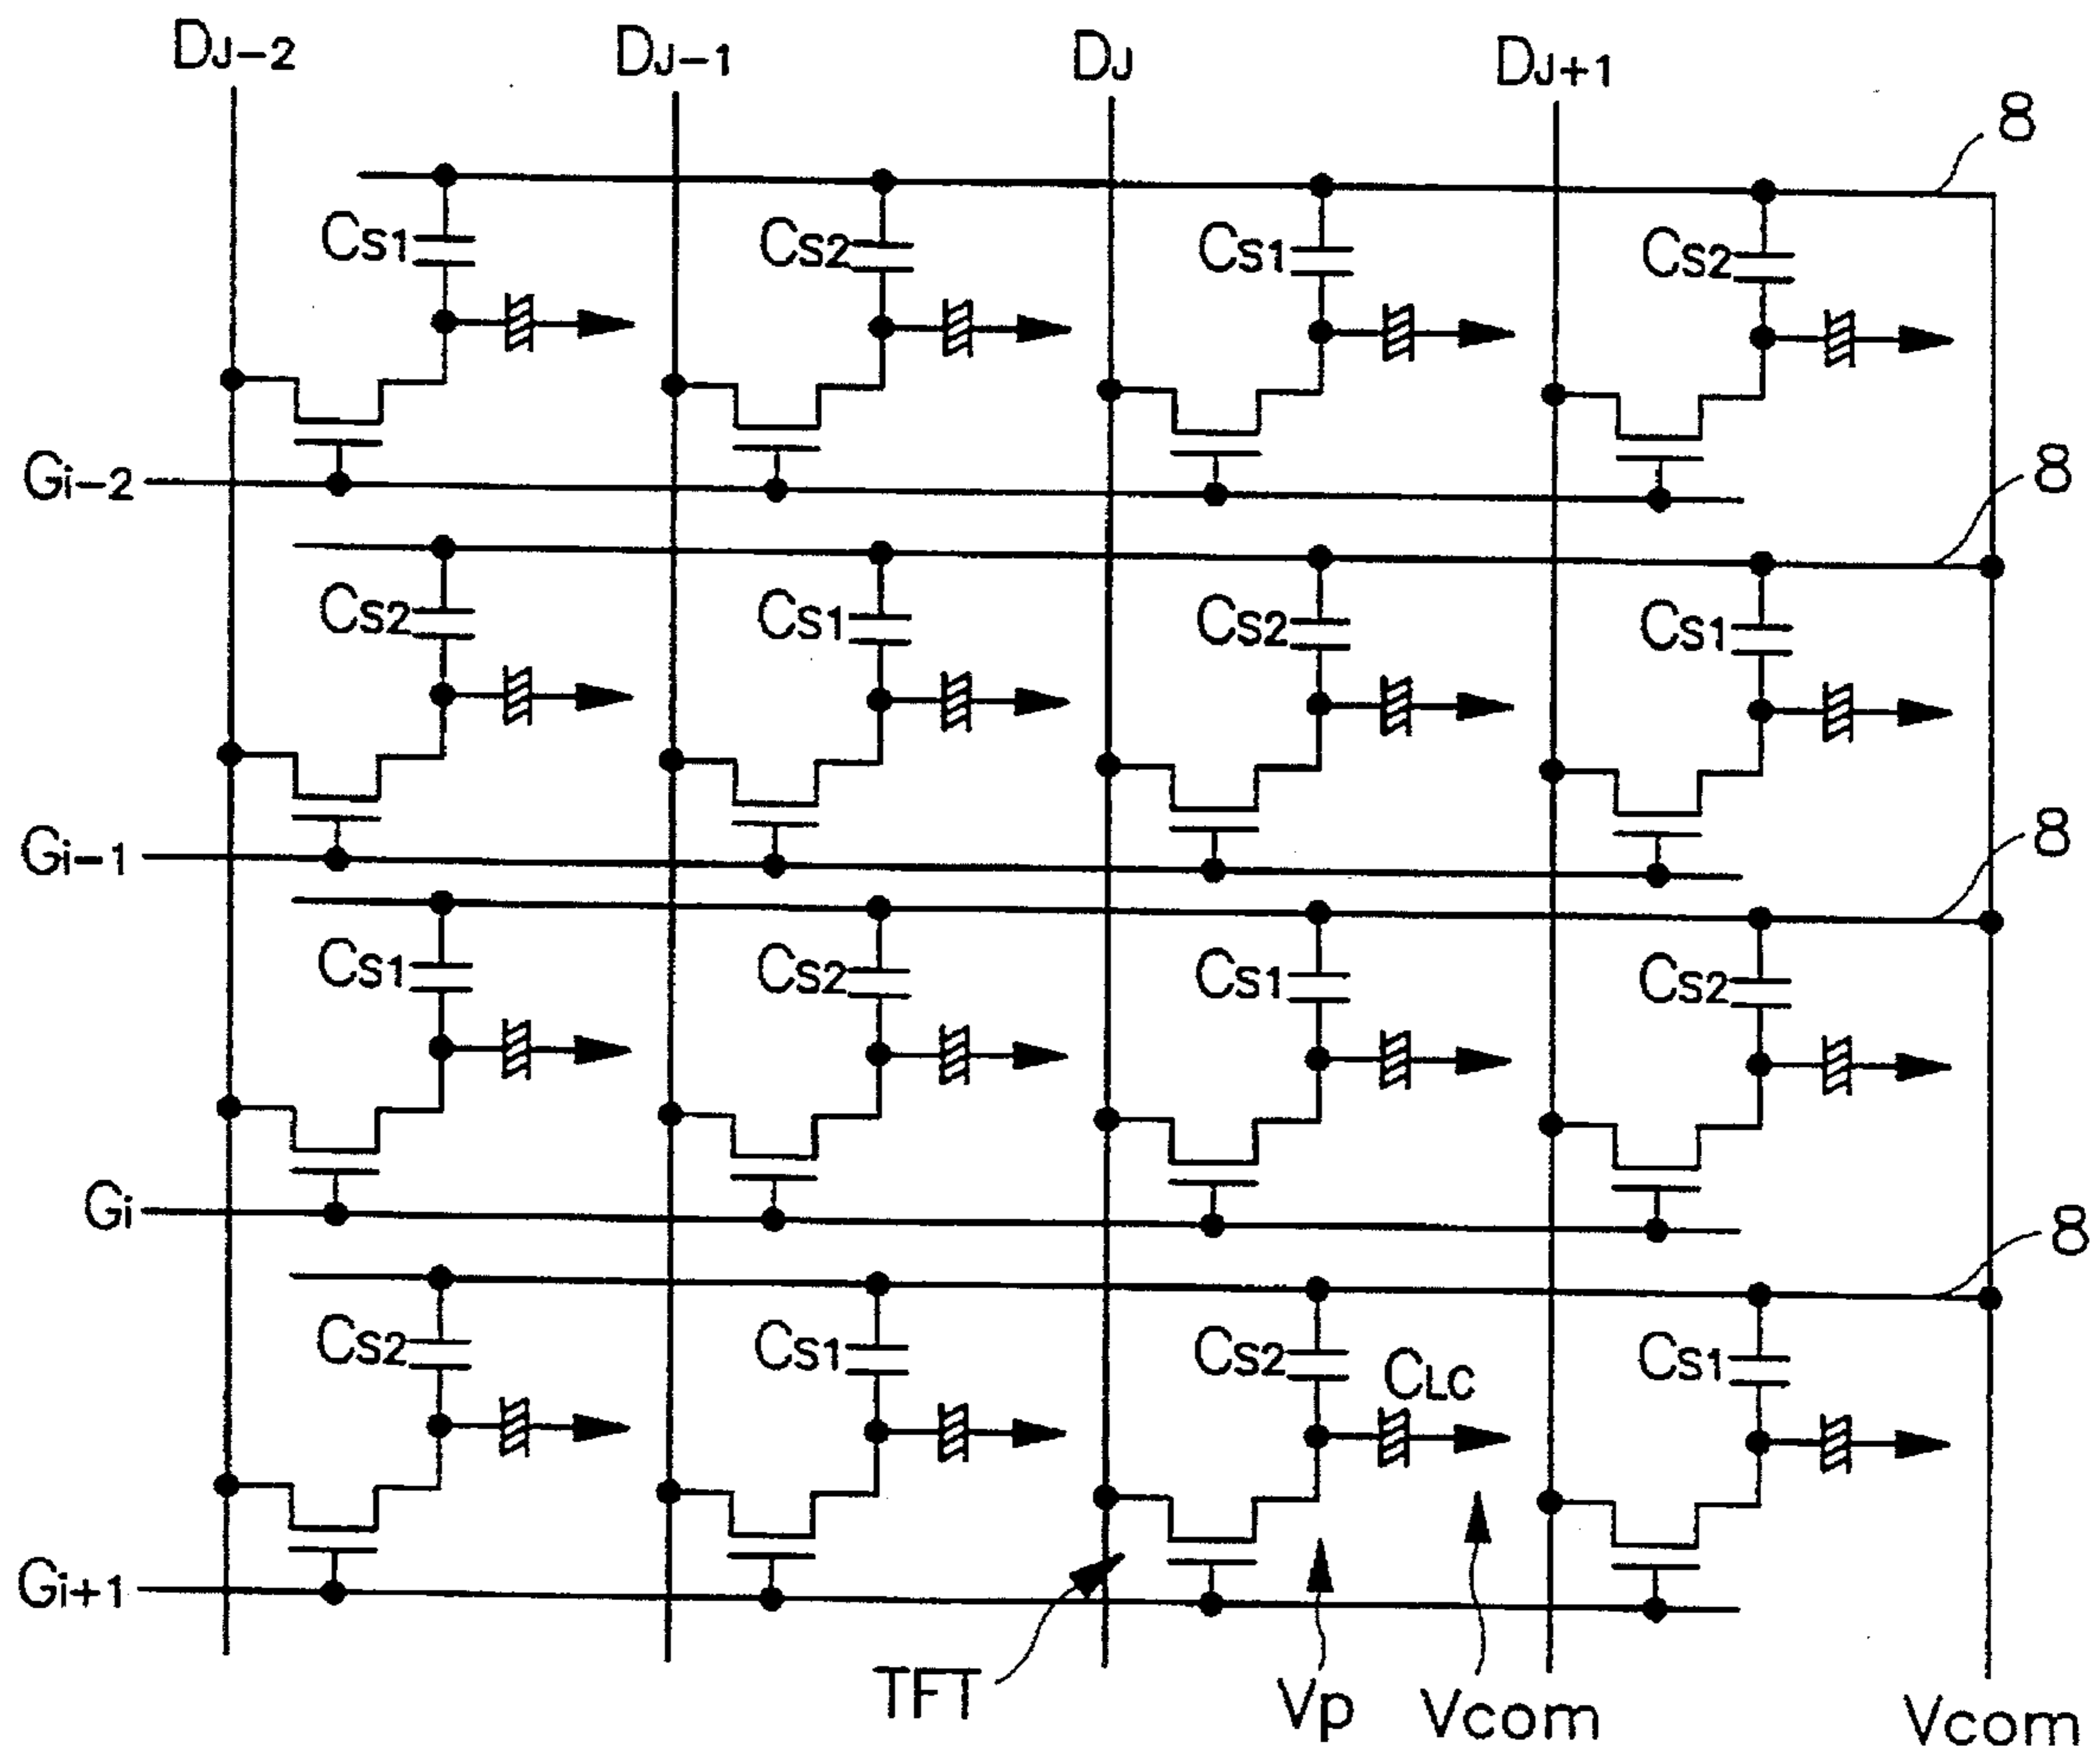 DJ-2 DJ-1 DJ DJ+1
8
CS1 CS2 CS1 CS2
Gi-2
8
CS2 CS1 CS2 CS1
Gi-1
8
CS1 CS2 CS1 CS2
Gi
8
CS2 CS1 CS2 CLC CS1
Gi+1
TFT Vp Vcom Vcom